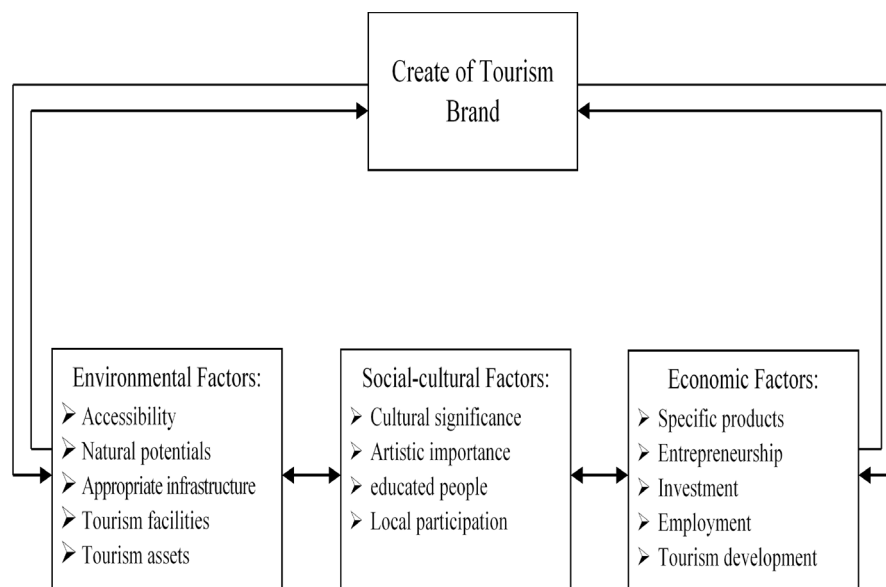 Create of Tourism
Brand
Environmental Factors:
➢ Accessibility
➢ Natural potentials
➢ Appropriate infrastructure
➢ Tourism facilities
➢ Tourism assets
Social-cultural Factors:
➢ Cultural significance
➢ Artistic importance
➢ educated people
➢ Local participation
Economic Factors:
➢ Specific products
➢ Entrepreneurship
➢ Investment
➢ Employment
➢ Tourism development